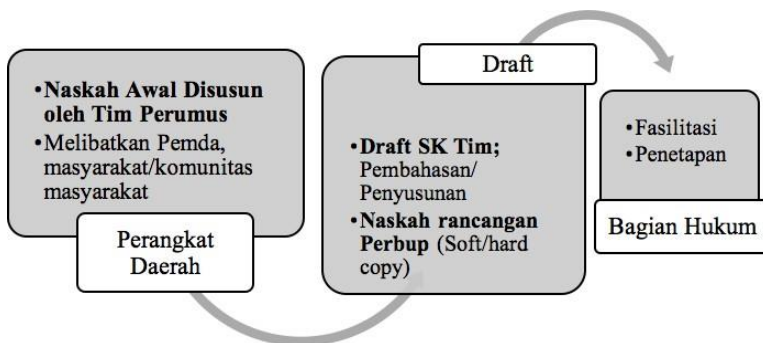 •Naskah Awal Disusun
oleh Tim Perumus
•Melibatkan Pemda,
masyarakat/komunitas
masyarakat
Perangkat
Daerah
Draft
•Draft SK Tim;
Pembahasan/
Penyusunan
•Naskah rancangan
Perbup (Soft/hard
copy)
•Fasilitasi
•Penetapan
Bagian Hukum